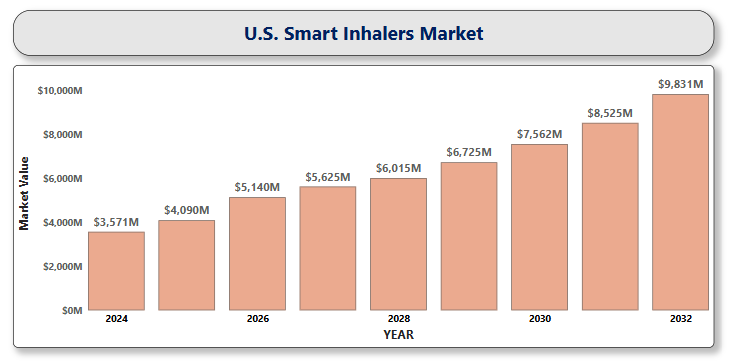 U.S. Smart Inhalers Market
$10,000M
$8,000M
$6,000M
$4,000M
$2,000M
$0M
Market Value
$3,571M
$4,090M
$5,140M
$5,625M
$6,015M
$6,725M
$7,562M
$8,525M
$9,831M
2024
2026
2028
2030
2032
YEAR